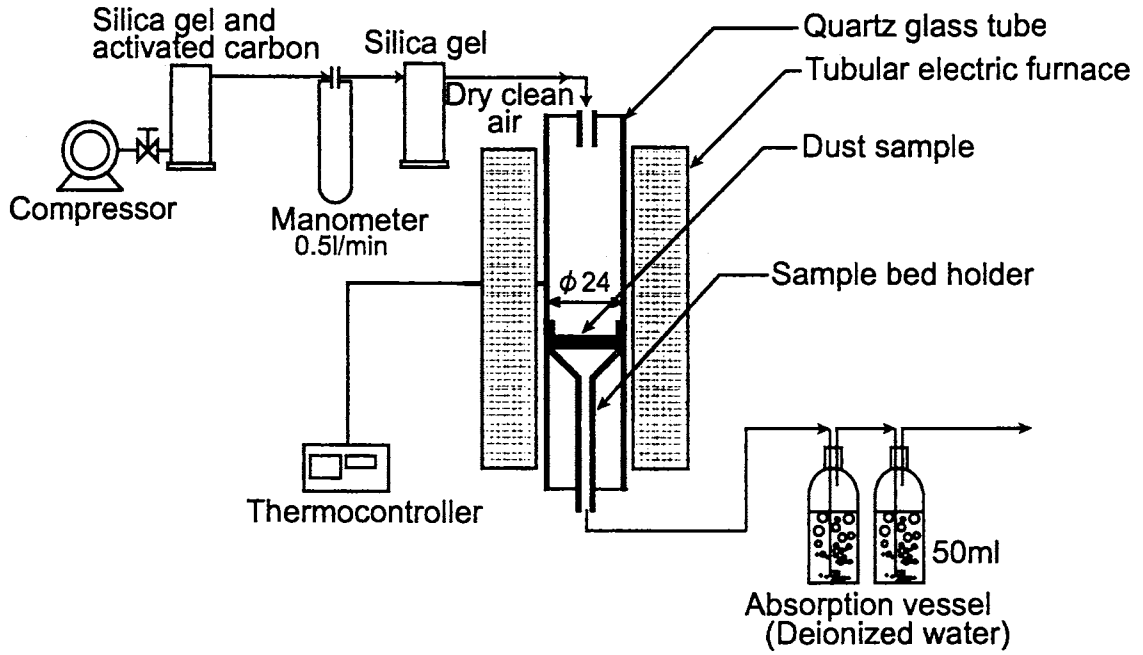 Silica gel and
activated carbon
Silica gel
Quartz glass tube
Tubular electric furnace
Dry clean
air
Dust sample
Compressor
Manometer
0.5l/min
Sample bed holder
ϕ 24
Thermocontroller
50ml
Absorption vessel
(Deionized water)